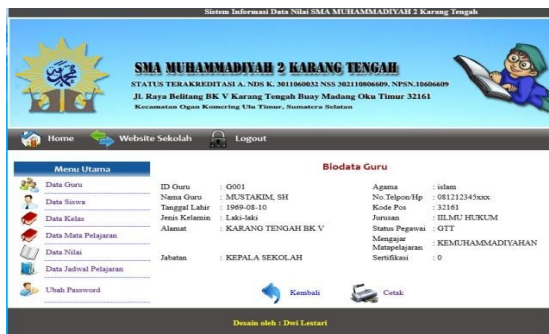 Sistem Informasi Data Nilai SMA MUHAMMADIYAH 2 Karang Tengah
SMA MUHAMMADIYAH 2 KARANG TENGAH
STATUS TERAKREDITASI A. NDS K. 3011060032 NSS 302110806609. NPSN.10606609
Jl. Raya Belitang BK V Karang Tengah Buay Madang Oku Timur 32161
Kecamatan Ogan Komering Ulu Timur, Sumatera Selatan
Home
Website Sekolah
Logout
Menu Utama
Data Guru
Data Siswa
Data Kelas
Data Mata Pelajaran
Data Nilai
Data Jadwal Pelajaran
Ubah Password
Biodata Guru
ID Guru : G001
Nama Guru : MUSTAKIM, SH
Tanggal Lahir : 1969-08-10
Jenis Kelamin : Laki-laki
Alamat : KARANG TENGAH BK V
Jabatan : KEPALA SEKOLAH
Agama : islam
No.Telpon/Hp : 081212345xxx
Kode Pos : 32161
Jurusan : IILMU HUKUM
Status Pegawai : GTT
Mengajar
Matapelajaran : KEMUHAMMADIYAHAN
Sertifikasi : 0
Kembali
Cetak
Desain oleh : Dwi Lestari